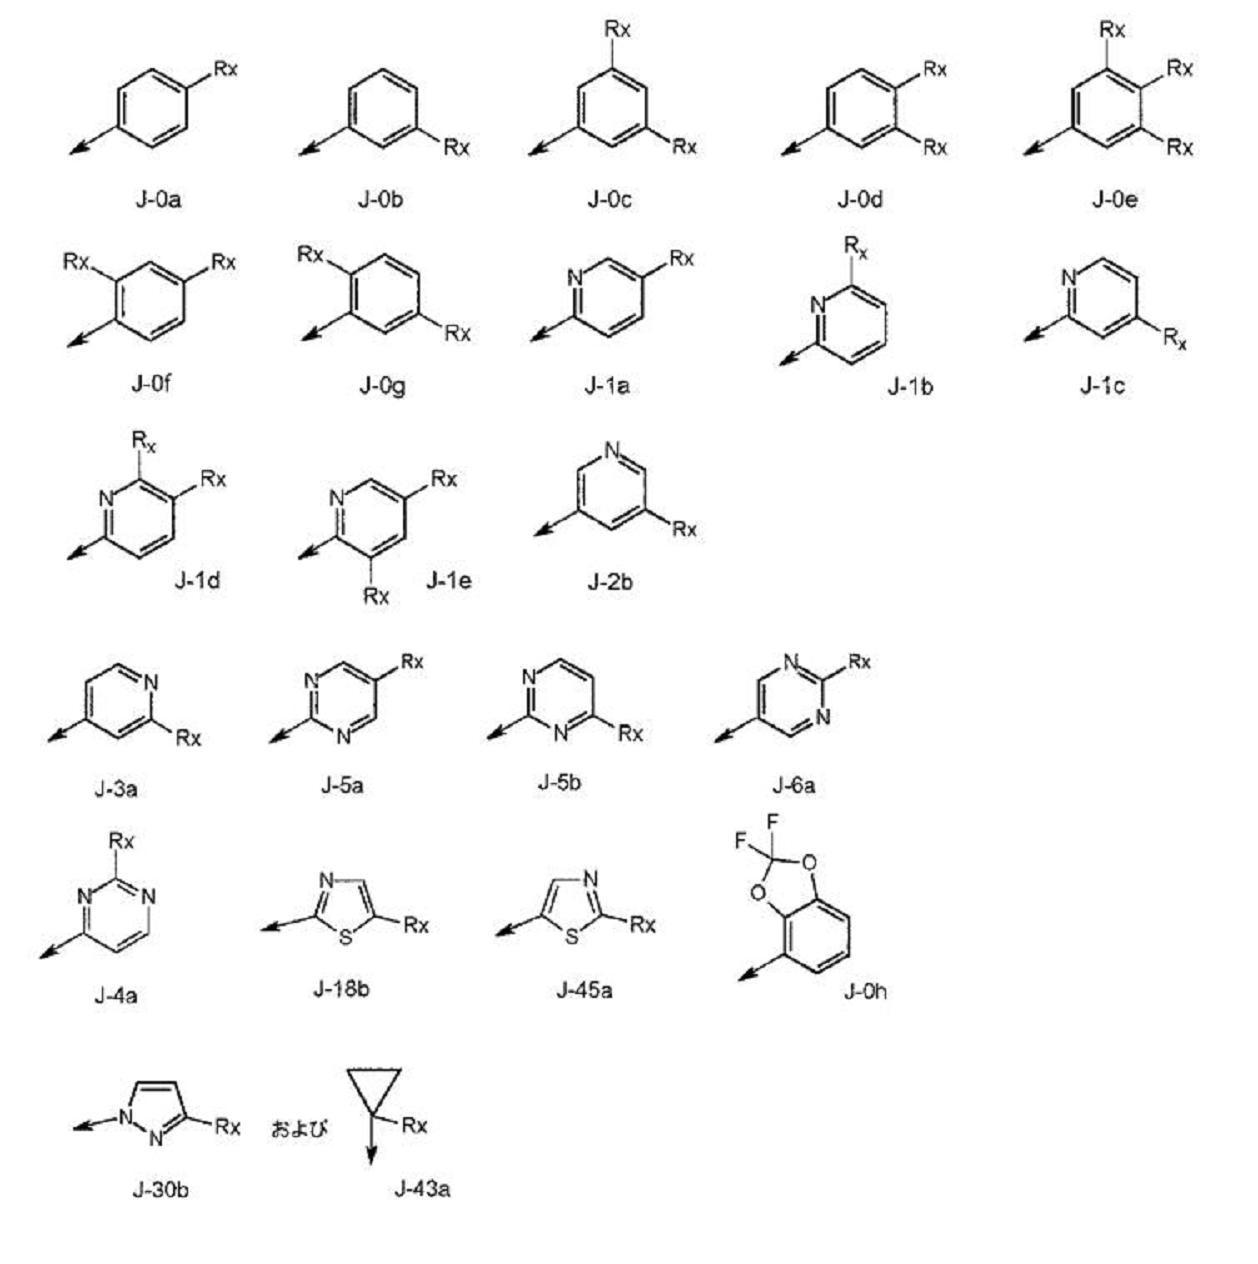 Rx Rx
Rx Rx Rx Rx
Rx Rx Rx Rx
J-0a J-0b J-0c J-0d J-0e
Rx Rx Rx N Rx Rx N
Rx N Rx
J-0f J-0g J-1a J-1b J-1c
Rx N
N Rx N Rx Rx
J-1d Rx J-1e J-2b
N N Rx N N Rx
Rx N N Rx N
J-3a J-5a J-5b J-6a
Rx F F O
N N N N O
S Rx S Rx
J-4a J-18b J-45a J-0h
N N Rx および Rx
J-30b J-43a